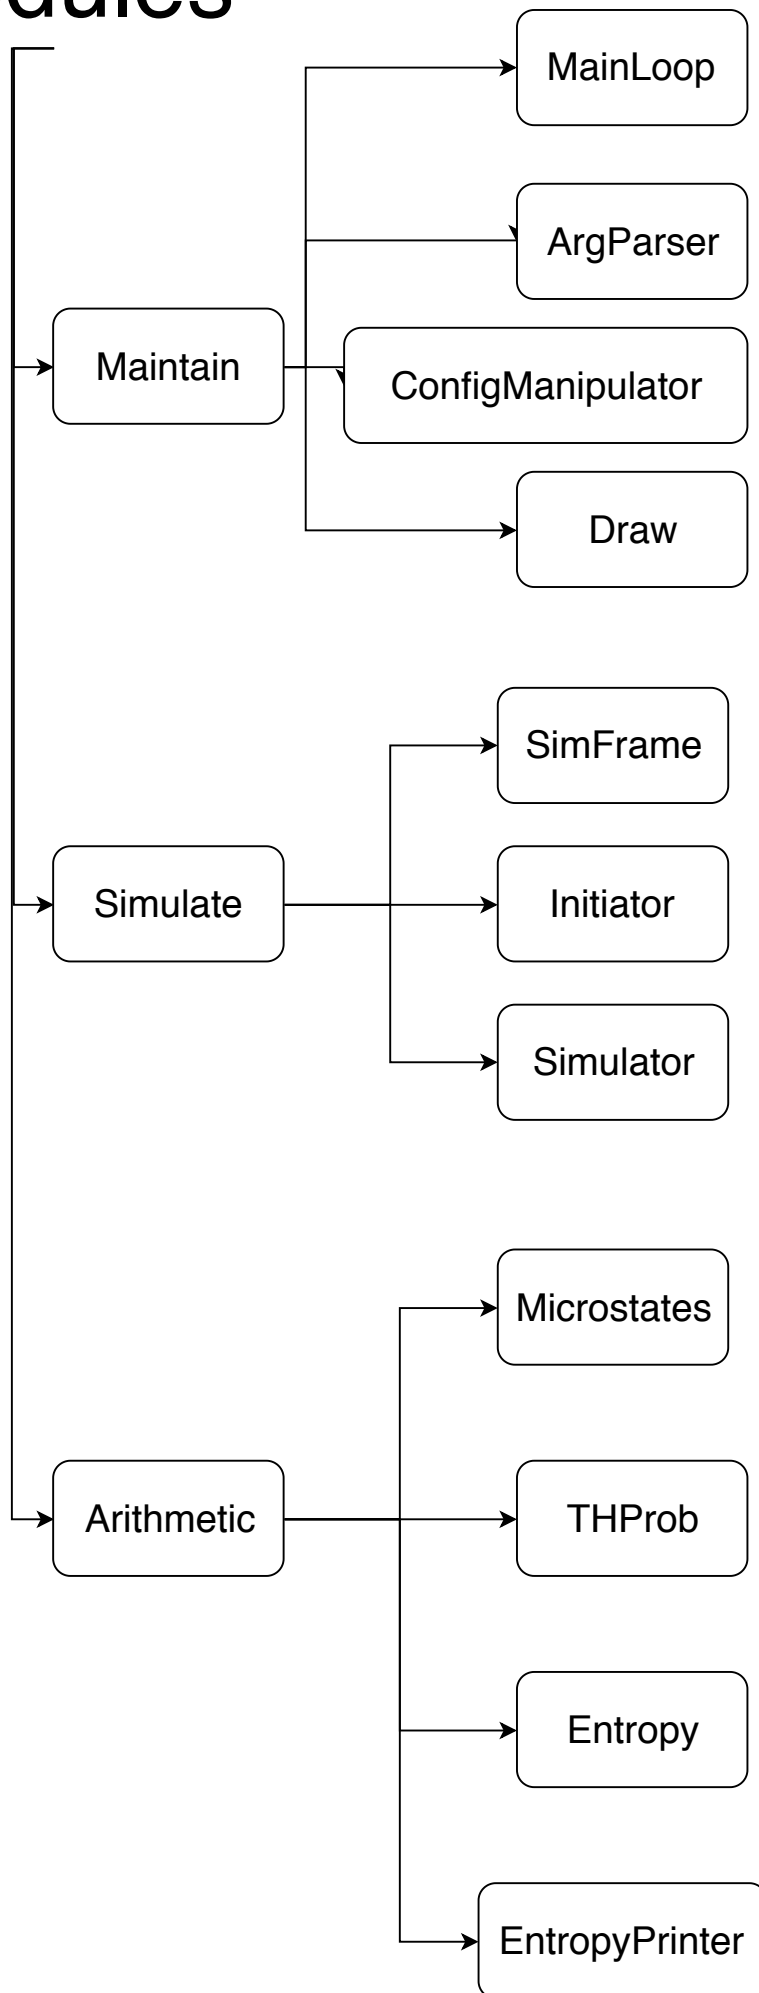 dules
MainLoop
ArgParser
Maintain
ConfigManipulator
Draw
SimFrame
Simulate
Initiator
Simulator
Microstates
Arithmetic
THProb
Entropy
EntropyPrinter